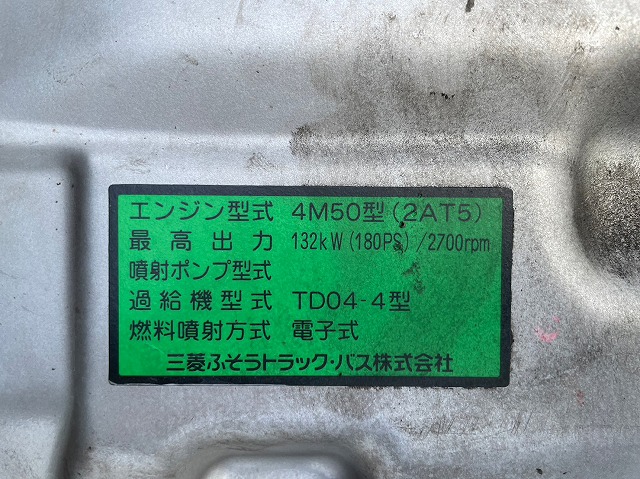 エンジン型式 4M50型(2AT5)
最高出力 132kW(180PS)/2700rpm
噴射ポンプ型式
過給機型式 TD04-4型
燃料噴射方式 電子式
三菱ふそうトラック・バス株式会社